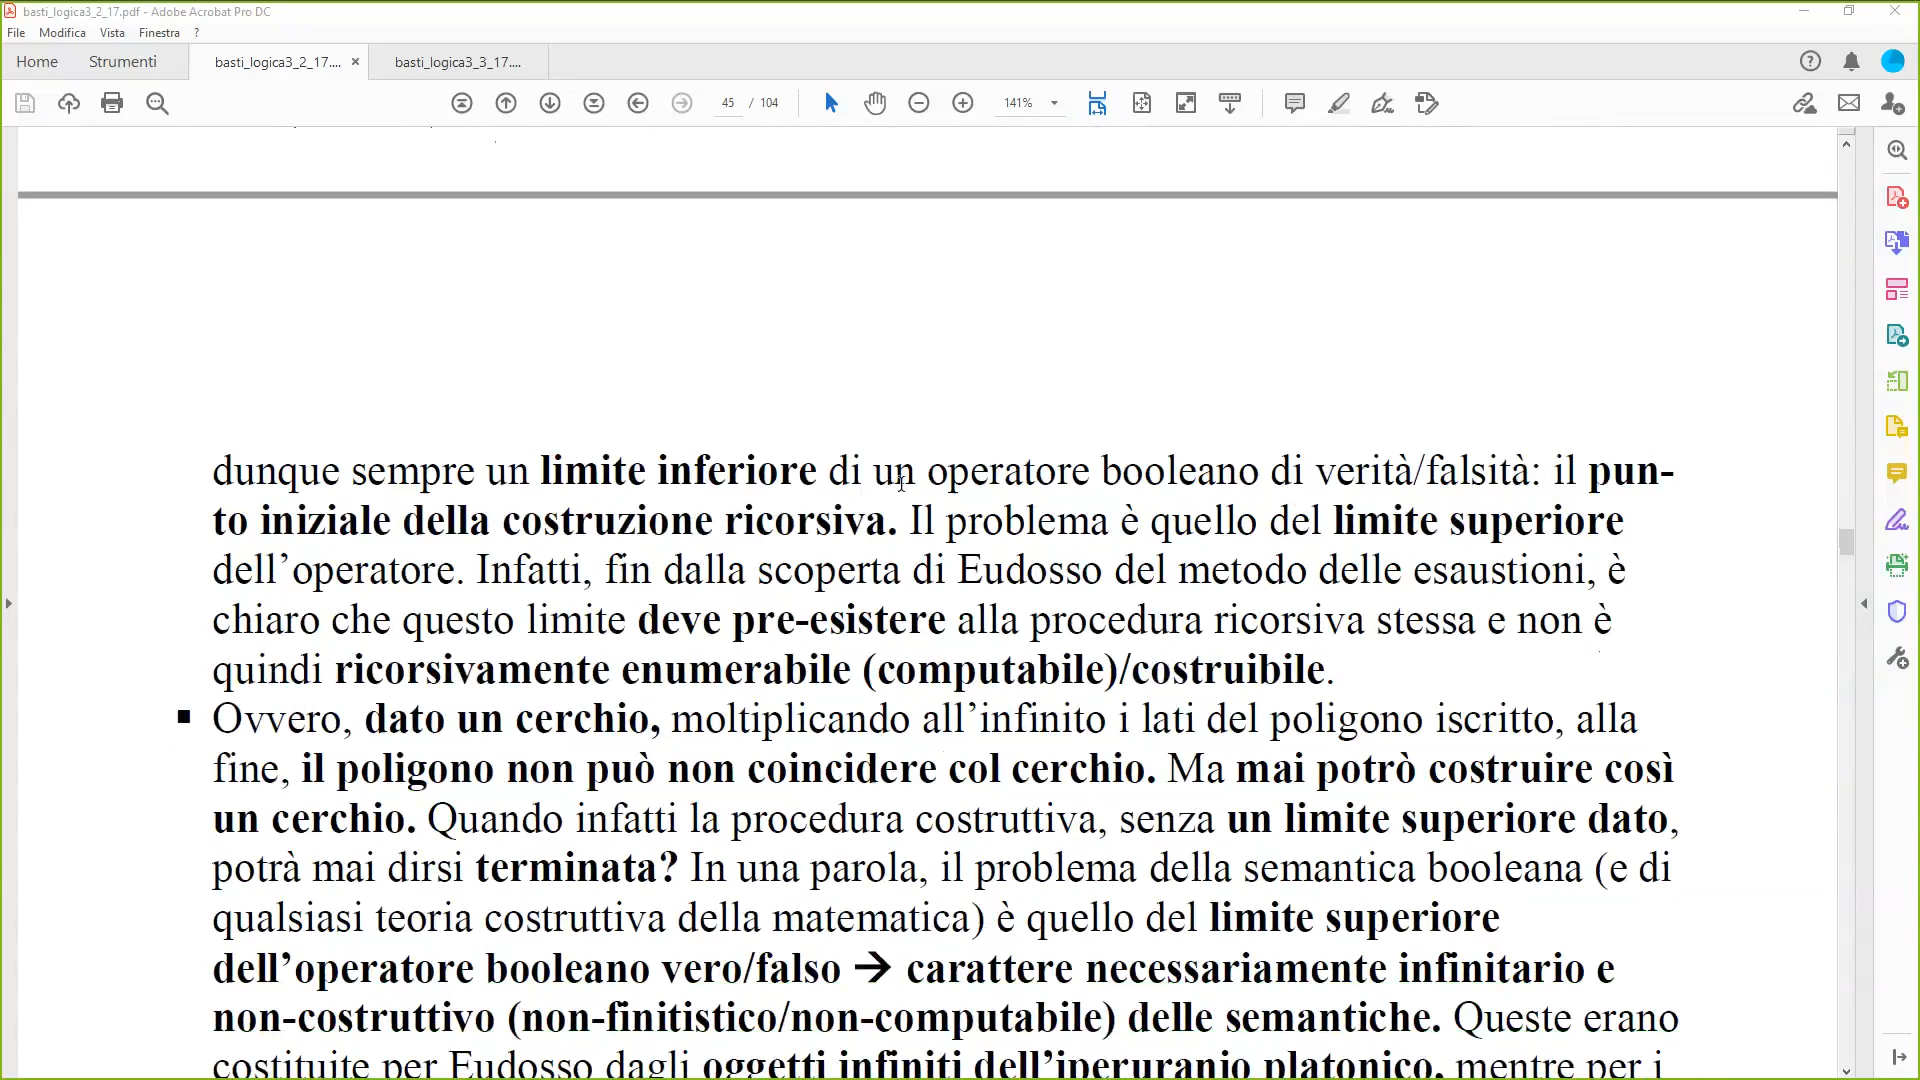 basti_logica3_2_17.pdf - Adobe Acrobat Pro DC
File Modifica Vista Finestra ?
Home Strumenti basti_logica3_2_17.... × basti_logica3_3_17....
45 / 104 141%
dunque sempre un limite inferiore di un operatore booleano di verità/falsità: il pun-
to iniziale della costruzione ricorsiva. Il problema è quello del limite superiore
dell’operatore. Infatti, fin dalla scoperta di Eudosso del metodo delle esaustioni, è
chiaro che questo limite deve pre-esistere alla procedura ricorsiva stessa e non è
quindi ricorsivamente enumerabile (computabile)/costruibile.
▪ Ovvero, dato un cerchio, moltiplicando all’infinito i lati del poligono iscritto, alla
fine, il poligono non può non coincidere col cerchio. Ma mai potrò costruire così
un cerchio. Quando infatti la procedura costruttiva, senza un limite superiore dato,
potrà mai dirsi terminata? In una parola, il problema della semantica booleana (e di
qualsiasi teoria costruttiva della matematica) è quello del limite superiore
dell’operatore booleano vero/falso → carattere necessariamente infinitario e
non-costruttivo (non-finitistico/non-computabile) delle semantiche. Queste erano
costituite per Eudosso dagli oggetti infiniti dell’iperuranio platonico, mentre per i